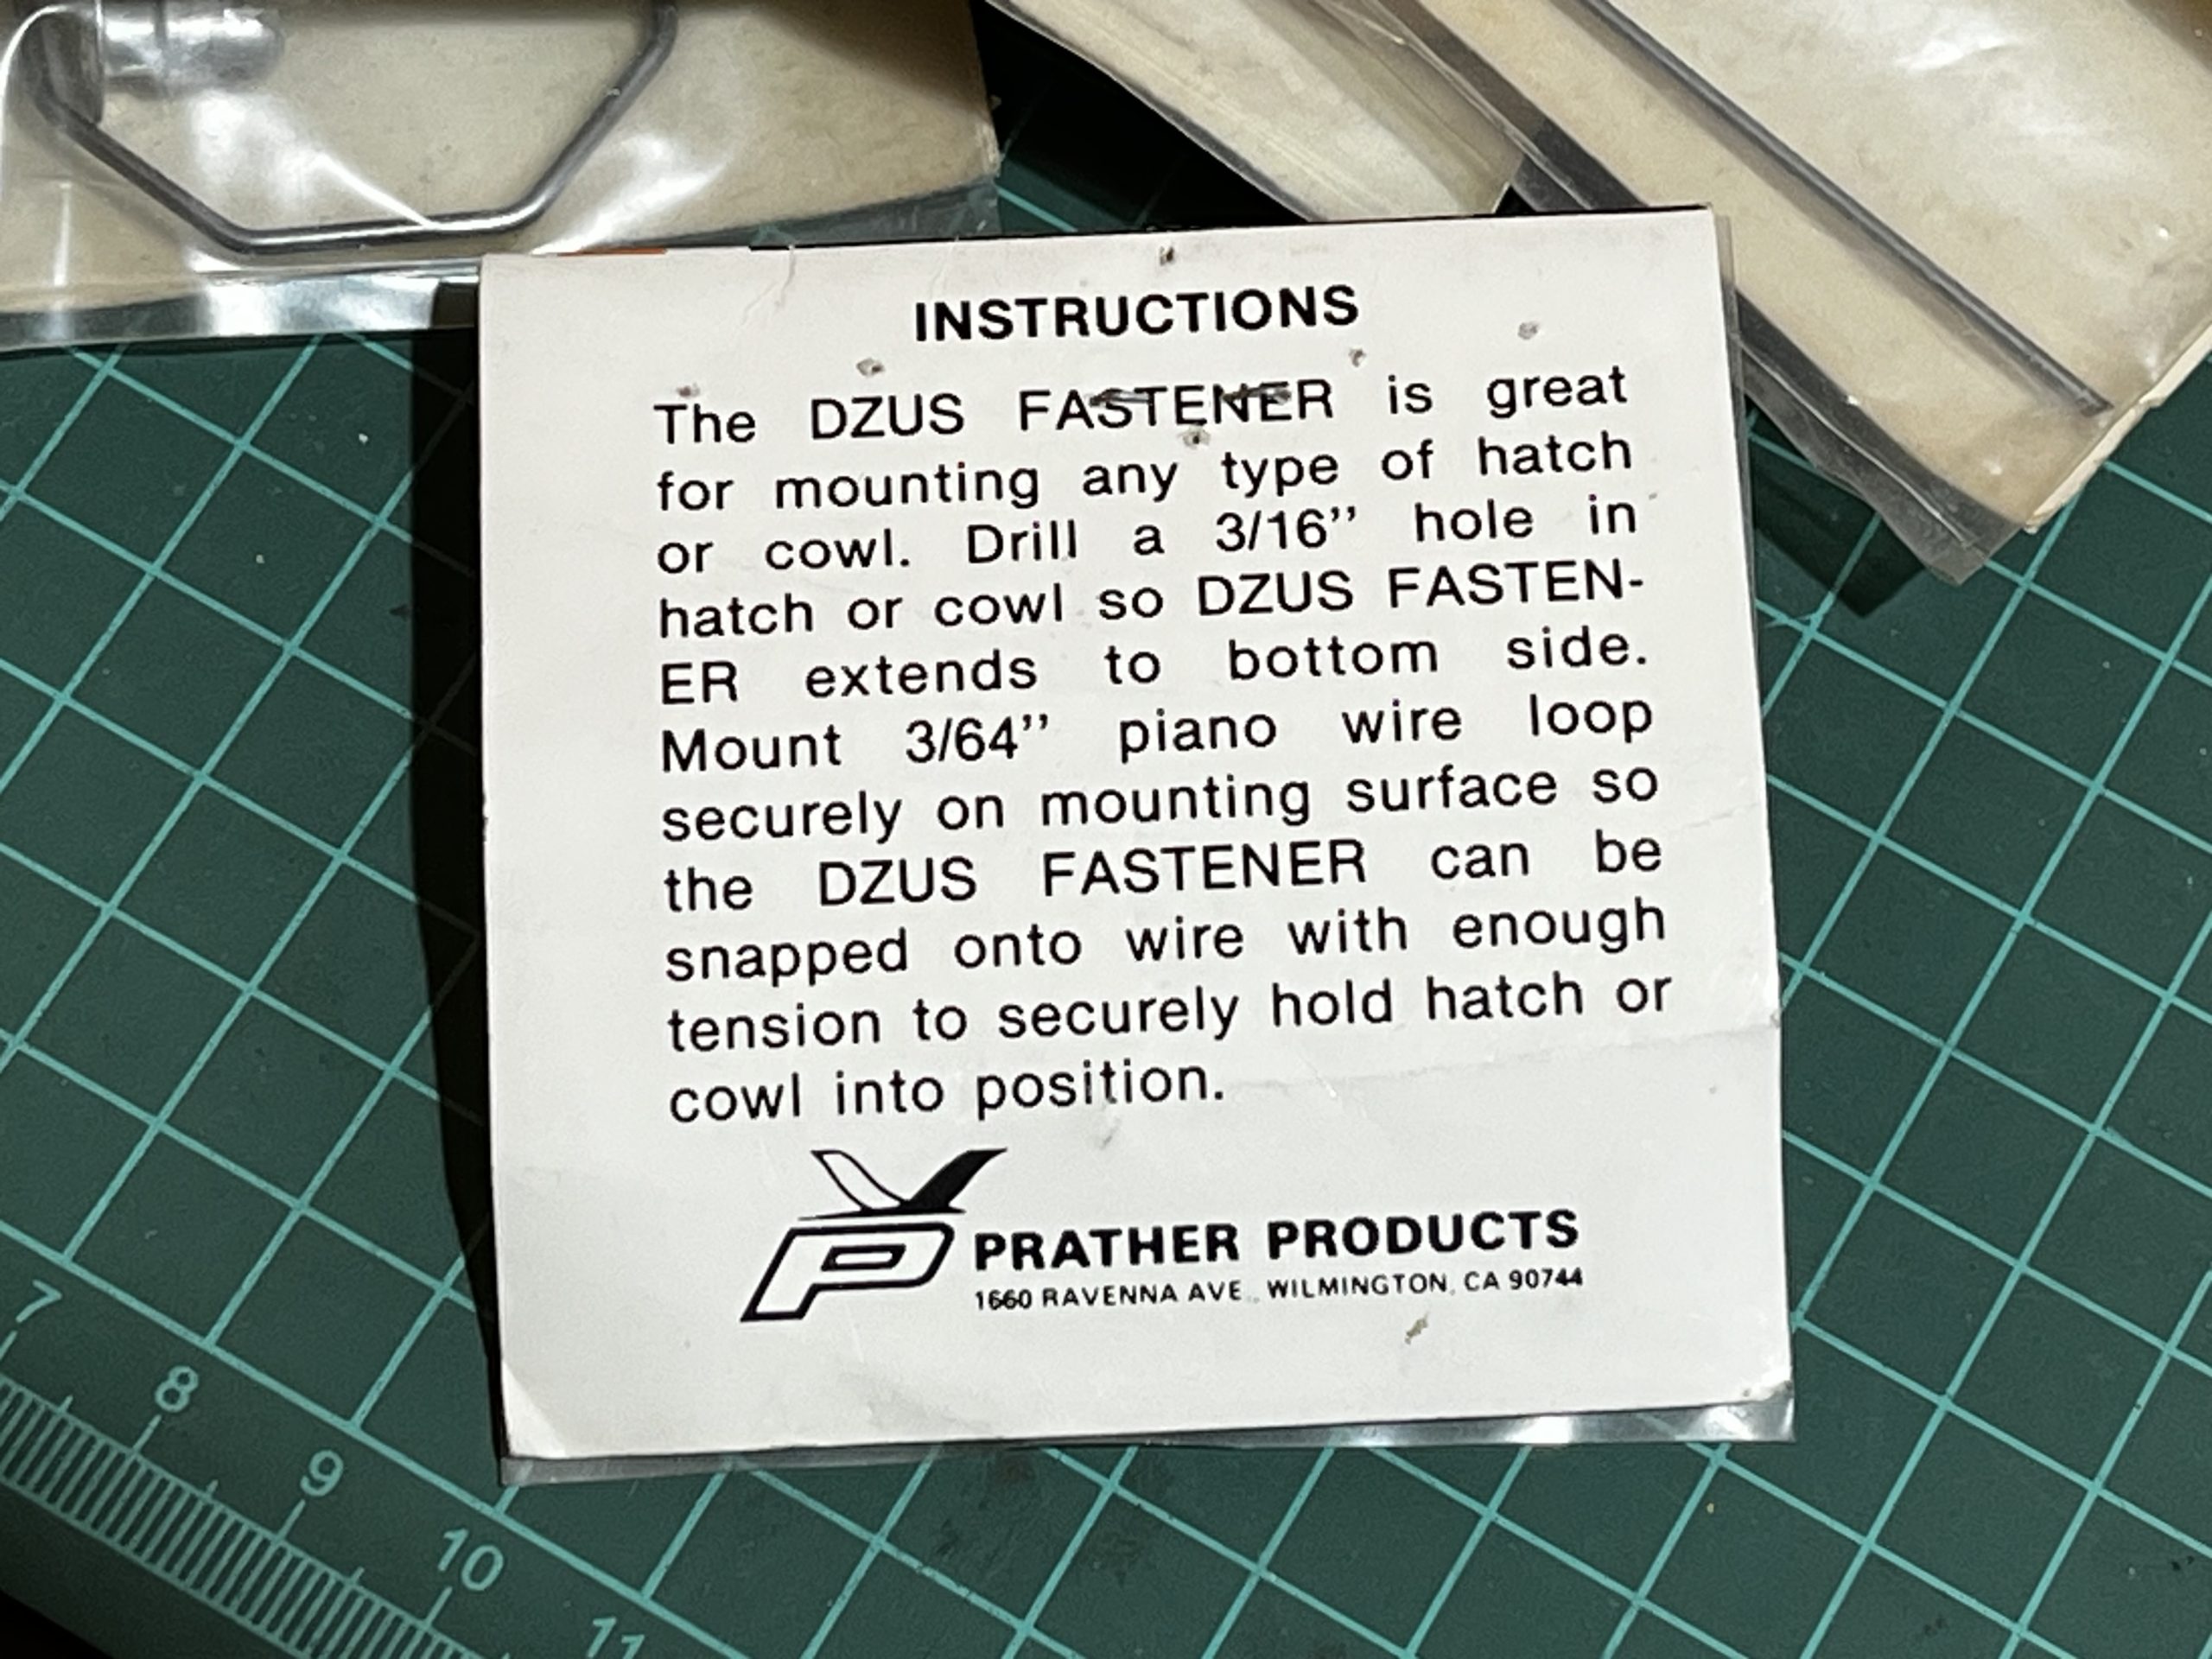 INSTRUCTIONS
The DZUS FASTENER is great
for mounting any type of hatch
or cowl. Drill a 3/16’’ hole in
hatch or cowl so DZUS FASTEN-
ER extends to bottom side.
Mount 3/64’’ piano wire loop
securely on mounting surface so
the DZUS FASTENER can be
snapped onto wire with enough
tension to securely hold hatch or
cowl into position.
P PRATHER PRODUCTS
1660 RAVENNA AVE., WILMINGTON, CA 90744
7
8
9
10
11